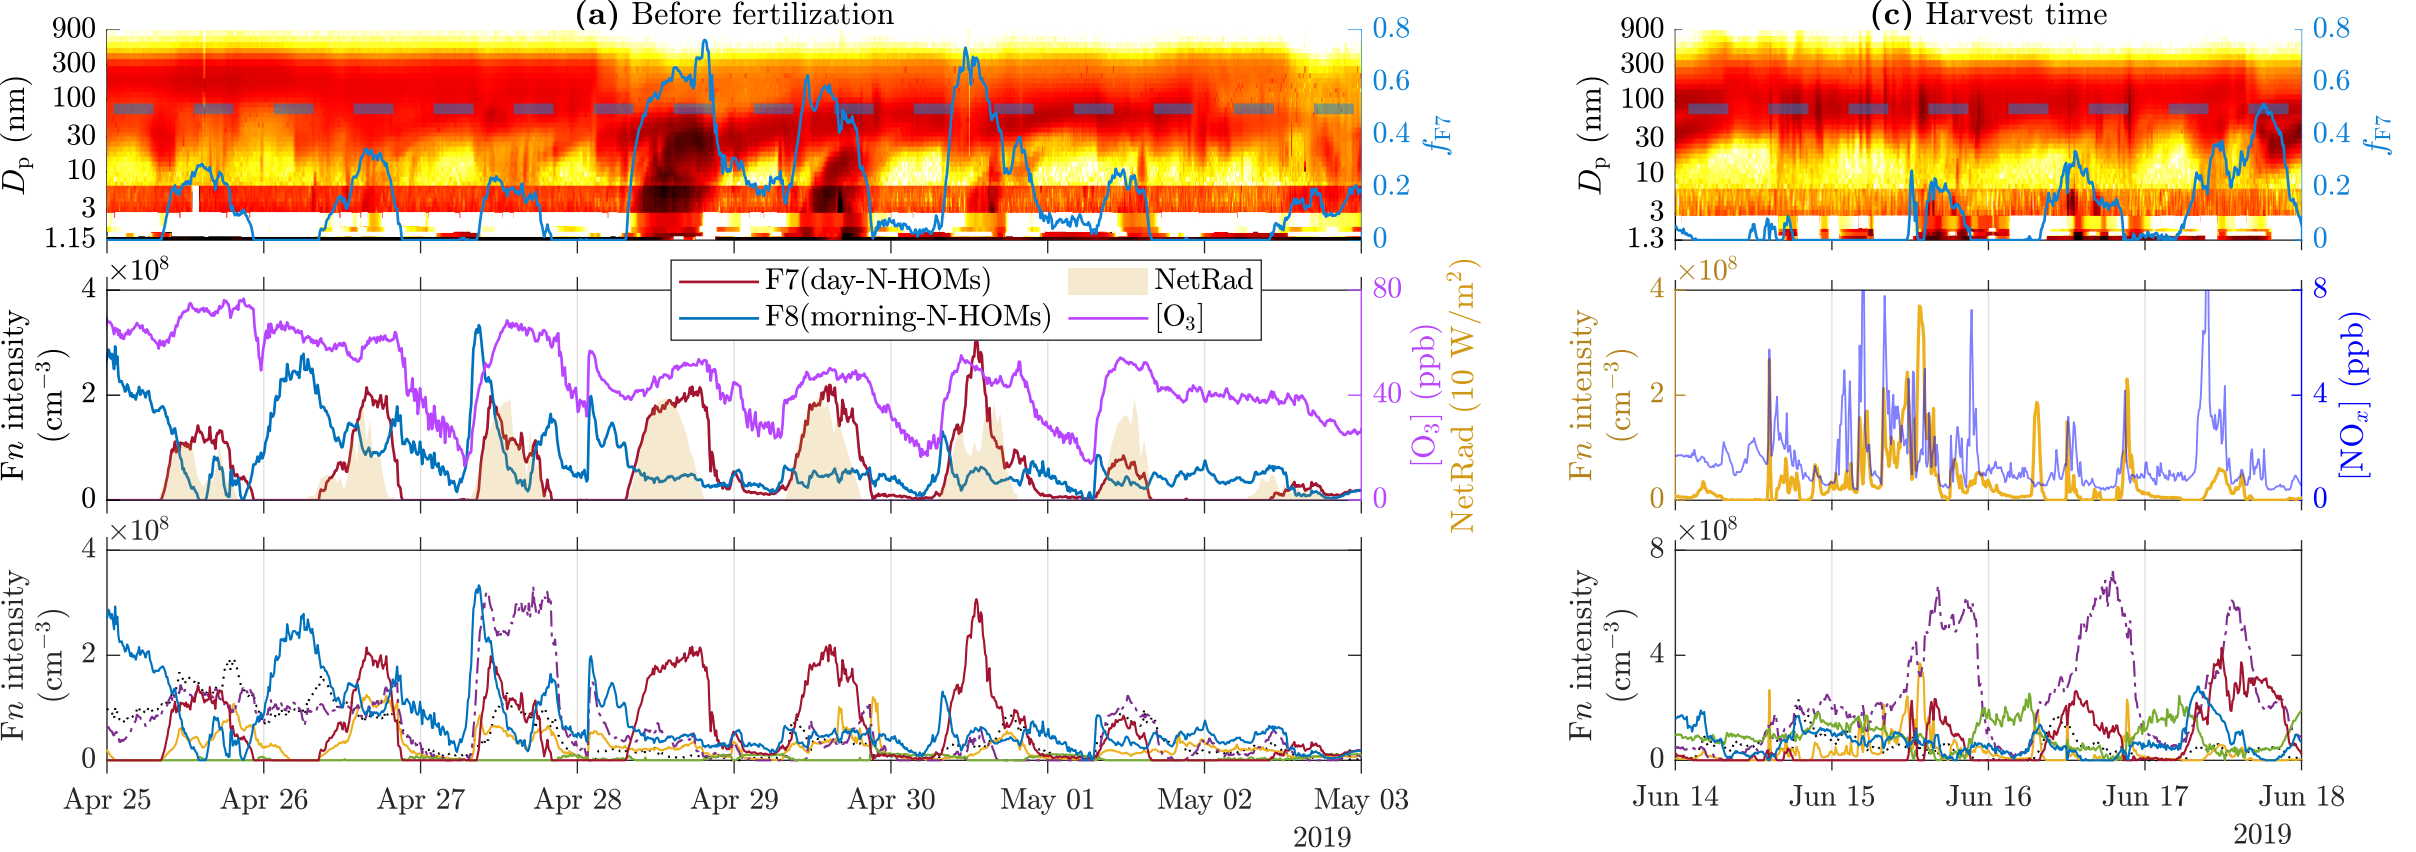 (a) Before fertilization
900
300
100
30
10
3
1.15
D_p (nm)
0.8
0.6
0.4
0.2
0
f_F7
×10^8
4
2
0
Fn intensity
(cm^−3)
F7(day-N-HOMs)
F8(morning-N-HOMs)
NetRad
[O_3]
80
40
0
[O_3] (ppb)
NetRad (10 W/m^2)
×10^8
4
2
0
Fn intensity
(cm^−3)
Apr 25
Apr 26
Apr 27
Apr 28
Apr 29
Apr 30
May 01
May 02
May 03
2019
(c) Harvest time
900
300
100
30
10
3
1.3
D_p (nm)
0.8
0.6
0.4
0.2
0
f_F7
×10^8
4
2
0
Fn intensity
(cm^−3)
8
4
0
[NO_x] (ppb)
×10^8
8
4
0
Fn intensity
(cm^−3)
Jun 14
Jun 15
Jun 16
Jun 17
Jun 18
2019